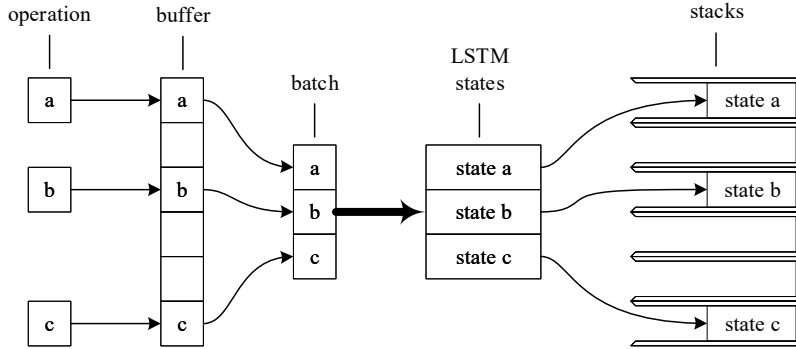 operation
buffer
stacks
LSTM
states
batch
a
a
state a
a
state a
b
b
state b
b
state b
c
state c
c
c
state c